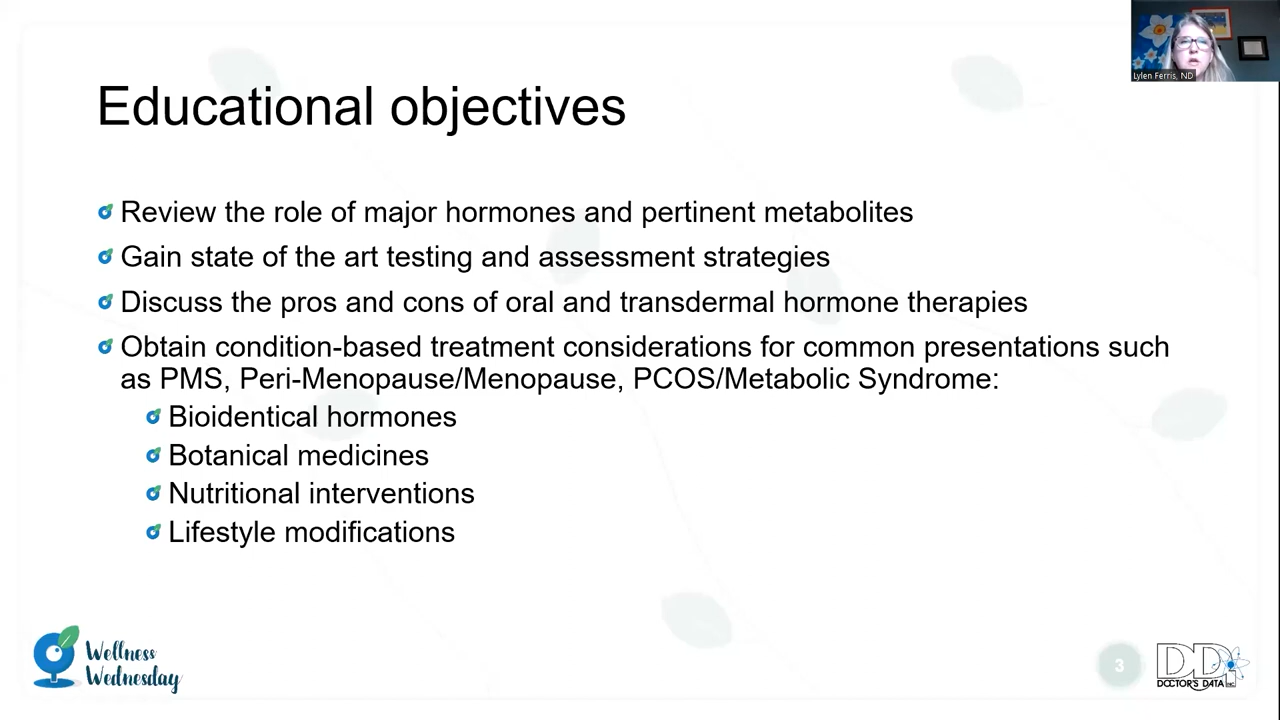 Lylen Ferris, ND
Educational objectives
Review the role of major hormones and pertinent metabolites
Gain state of the art testing and assessment strategies
Discuss the pros and cons of oral and transdermal hormone therapies
Obtain condition-based treatment considerations for common presentations such
as PMS, Peri-Menopause/Menopause, PCOS/Metabolic Syndrome:
Bioidentical hormones
Botanical medicines
Nutritional interventions
Lifestyle modifications
Wellness
Wednesday
3
DDI
DOCTOR'S DATA INC.